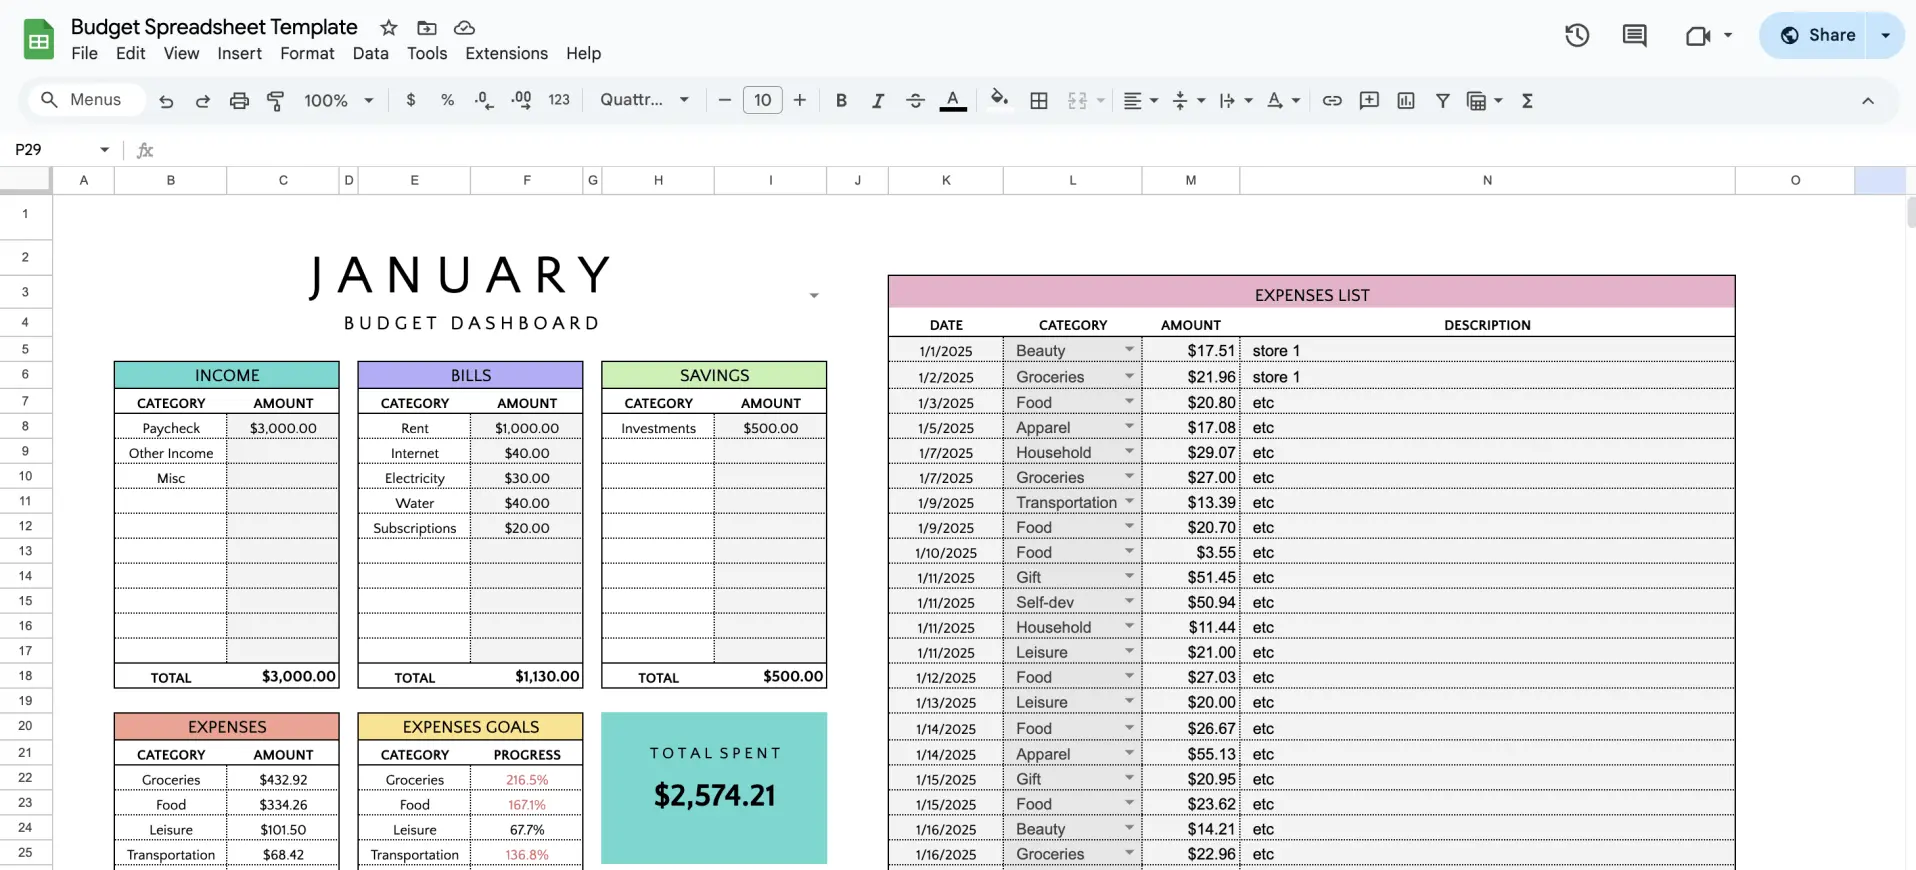 Budget Spreadsheet Template
File Edit View Insert Format Data Tools Extensions Help
Share
Menus 100% $ % .0 .00 123 Quattr... 10 B I A A Σ
P29 fx
A B C D E F G H I J K L M N O
1
2
3
4
5
6
7
8
9
10
11
12
13
14
15
16
17
18
19
20
21
22
23
24
25
JANUARY
BUDGET DASHBOARD
INCOME
CATEGORY AMOUNT
Paycheck $3,000.00
Other Income
Misc
TOTAL $3,000.00
BILLS
CATEGORY AMOUNT
Rent $1,000.00
Internet $40.00
Electricity $30.00
Water $40.00
Subscriptions $20.00
TOTAL $1,130.00
SAVINGS
CATEGORY AMOUNT
Investments $500.00
TOTAL $500.00
EXPENSES
CATEGORY AMOUNT
Groceries $432.92
Food $334.26
Leisure $101.50
Transportation $68.42
EXPENSES GOALS
CATEGORY PROGRESS
Groceries 216.5%
Food 167.1%
Leisure 67.7%
Transportation 136.8%
TOTAL SPENT
$2,574.21
EXPENSES LIST
DATE CATEGORY AMOUNT DESCRIPTION
1/1/2025 Beauty $17.51 store 1
1/2/2025 Groceries $21.96 store 1
1/3/2025 Food $20.80 etc
1/5/2025 Apparel $17.08 etc
1/7/2025 Household $29.07 etc
1/7/2025 Groceries $27.00 etc
1/9/2025 Transportation $13.39 etc
1/9/2025 Food $20.70 etc
1/10/2025 Food $3.55 etc
1/11/2025 Gift $51.45 etc
1/11/2025 Self-dev $50.94 etc
1/11/2025 Household $11.44 etc
1/11/2025 Leisure $21.00 etc
1/12/2025 Food $27.03 etc
1/13/2025 Leisure $20.00 etc
1/14/2025 Food $26.67 etc
1/14/2025 Apparel $55.13 etc
1/15/2025 Gift $20.95 etc
1/15/2025 Food $23.62 etc
1/16/2025 Beauty $14.21 etc
1/16/2025 Groceries $22.96 etc